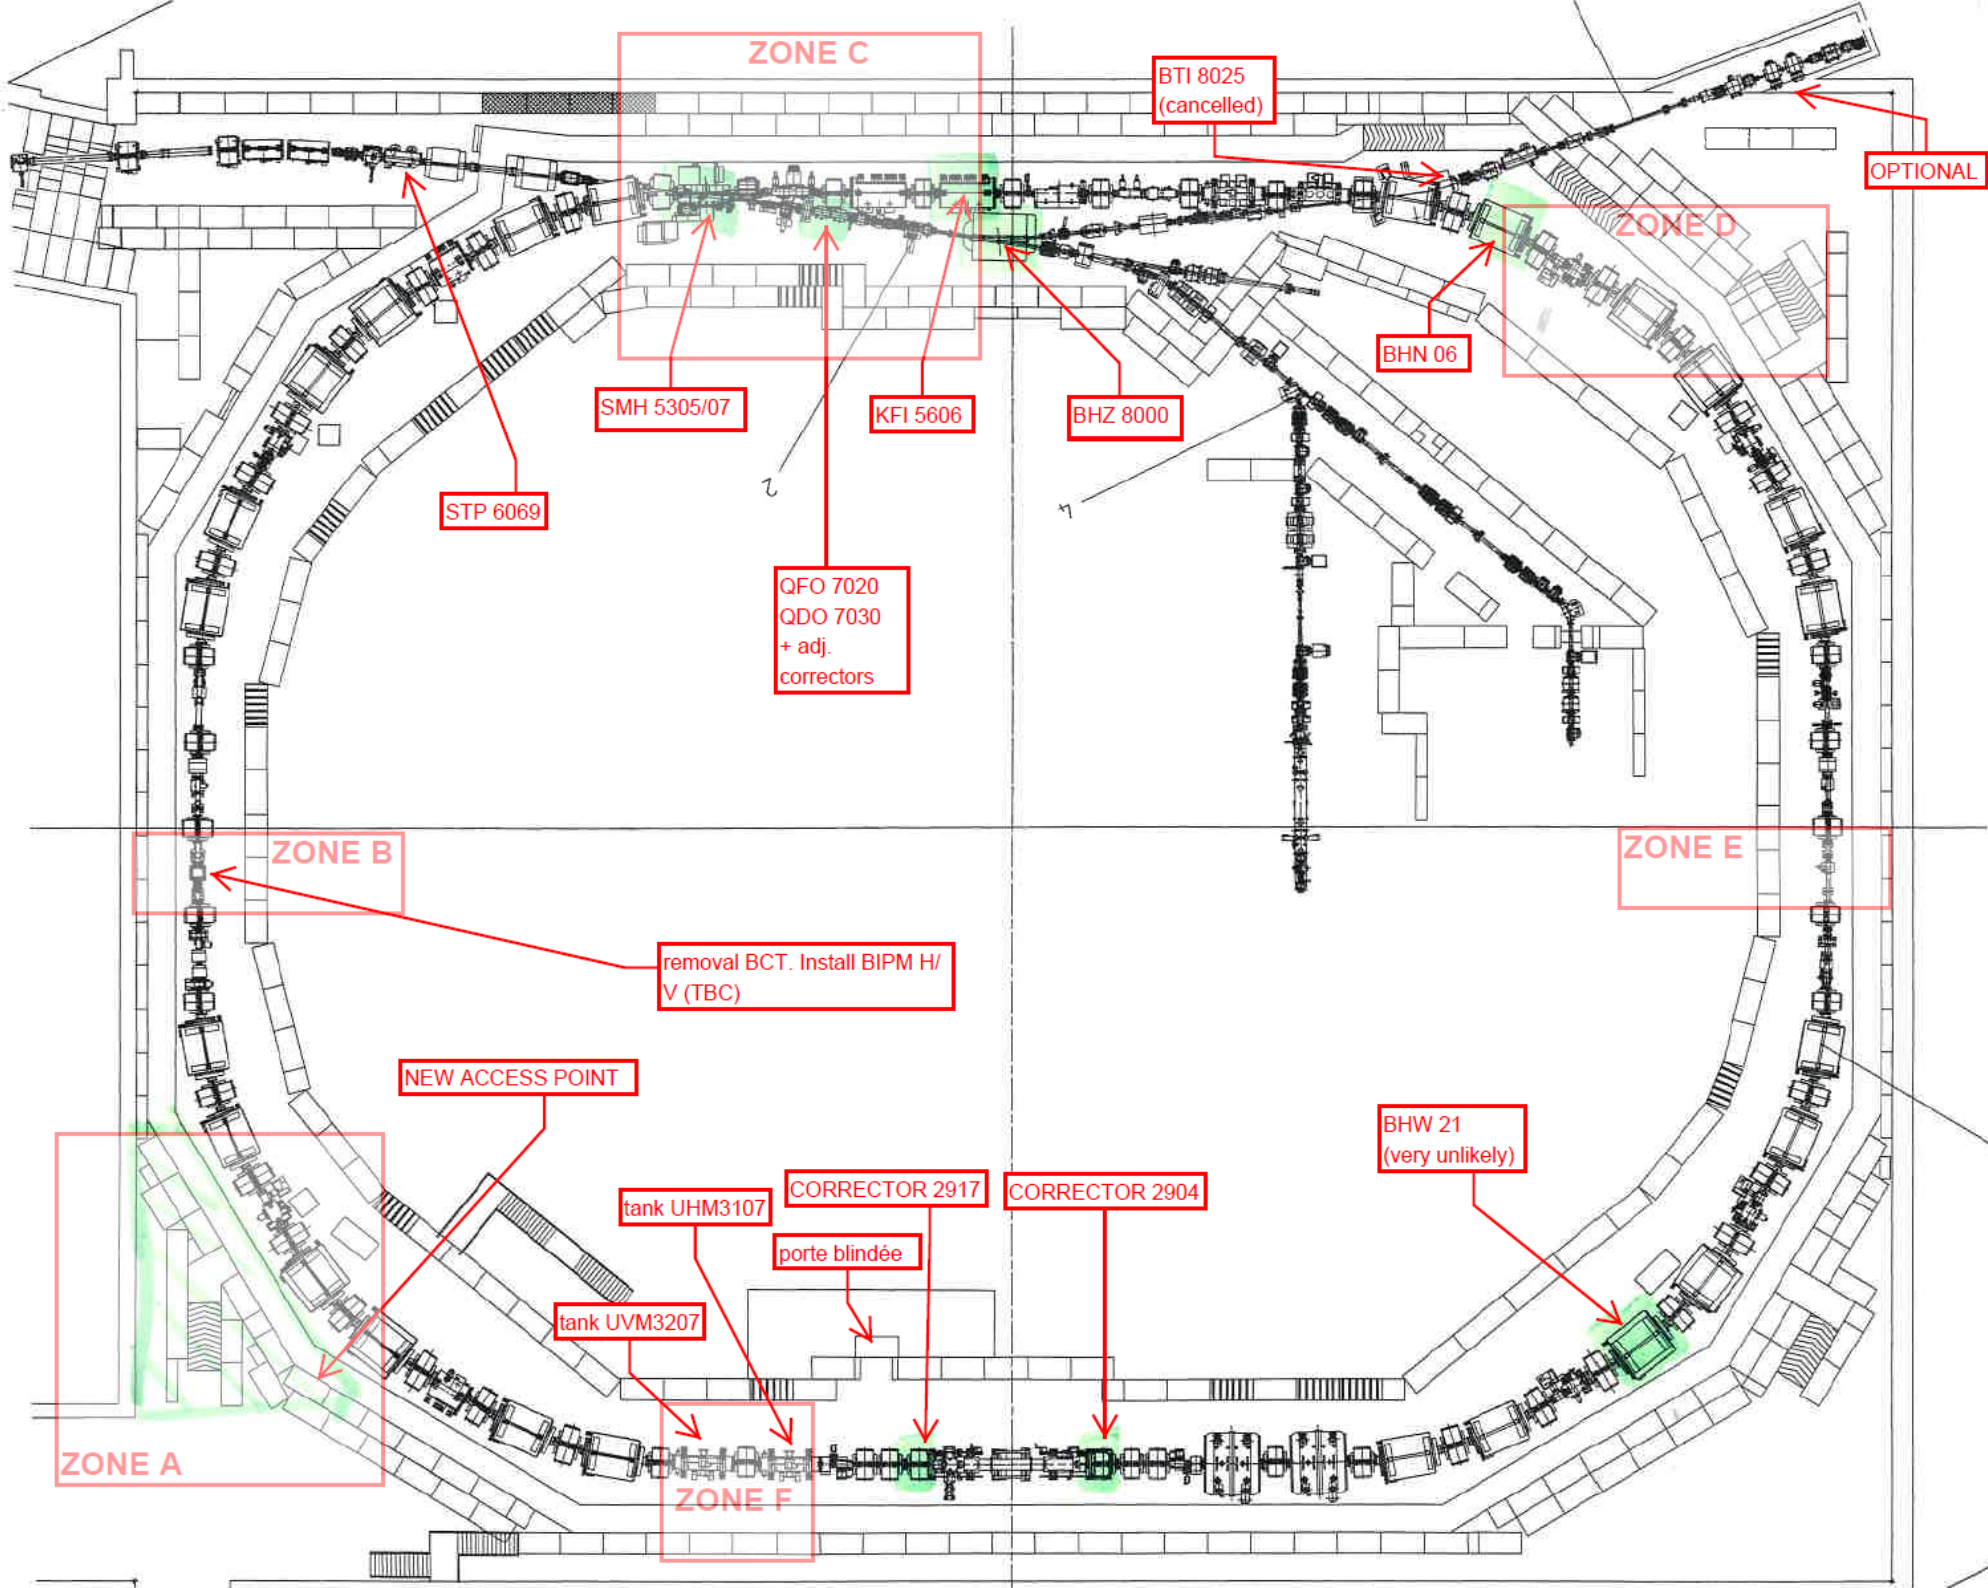 ZONE C
BTI 8025
(cancelled)
OPTIONAL
ZONE D
BHN 06
SMH 5305/07
KFI 5606
BHZ 8000
2
4
STP 6069
QFO 7020
QDO 7030
+ adj.
correctors
ZONE B
ZONE E
removal BCT. Install BIPM H/
V (TBC)
NEW ACCESS POINT
BHW 21
(very unlikely)
CORRECTOR 2917
CORRECTOR 2904
tank UHM3107
porte blindée
tank UVM3207
ZONE A
ZONE F